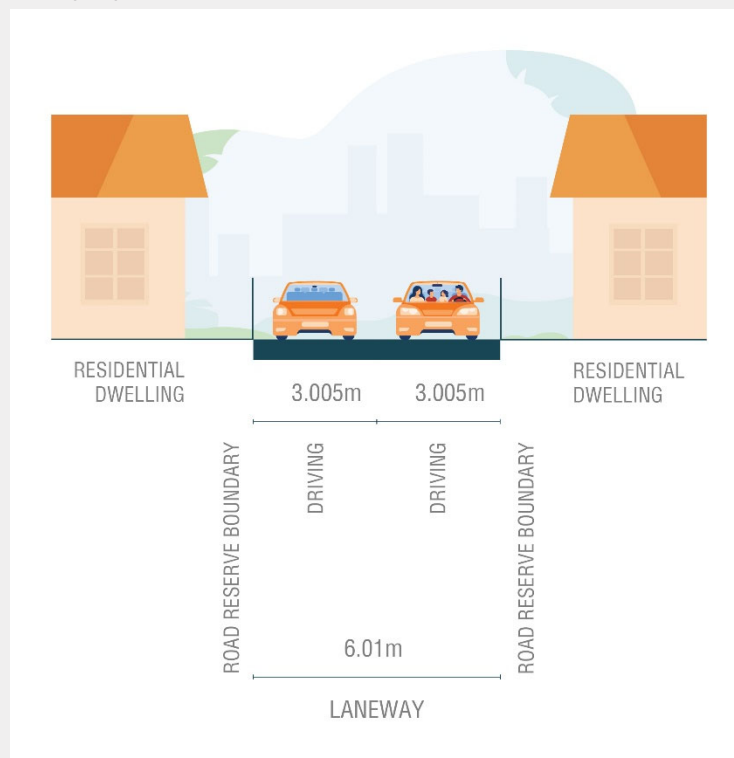 RESIDENTIAL
DWELLING
3.005m
3.005m
RESIDENTIAL
DWELLING
ROAD RESERVE BOUNDARY
DRIVING
DRIVING
ROAD RESERVE BOUNDARY
6.01m
LANEWAY